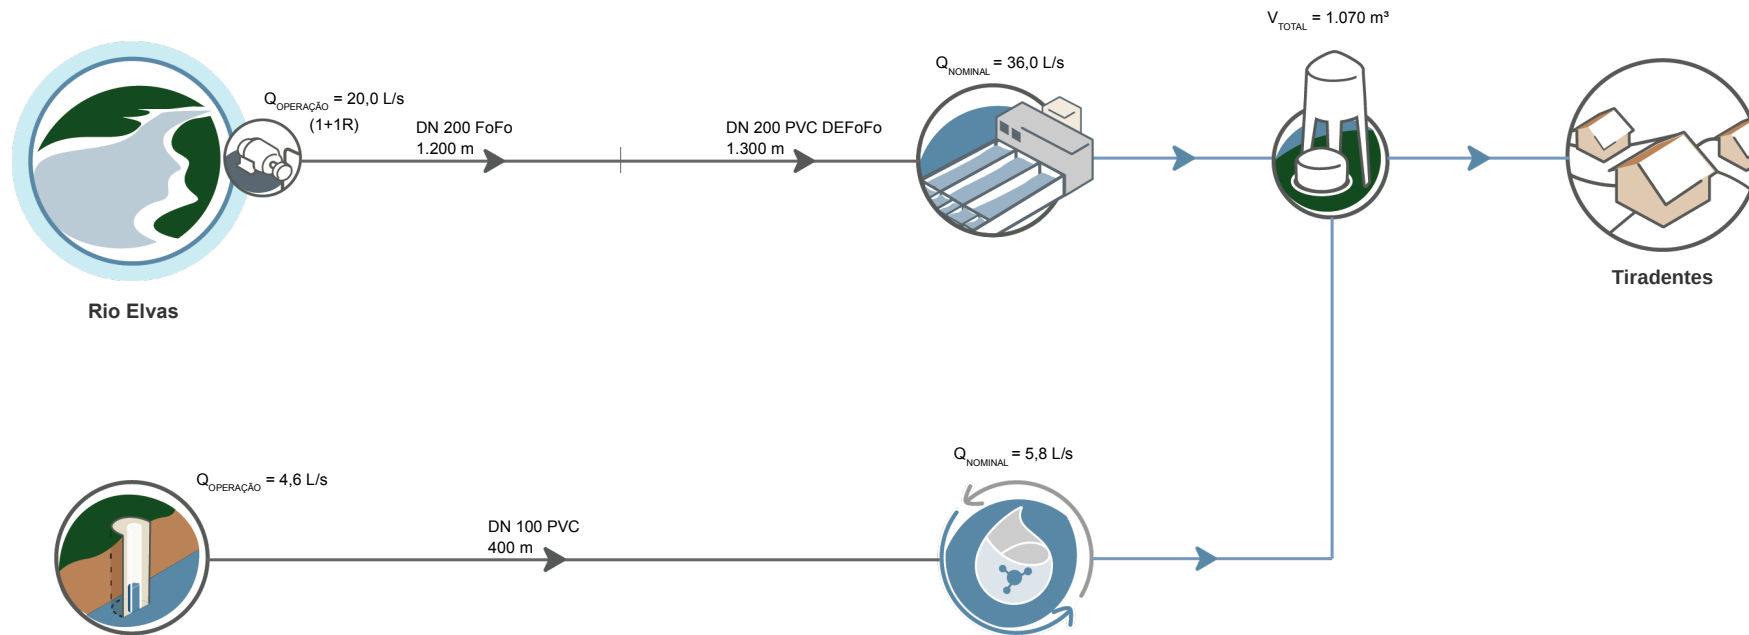 V_TOTAL = 1.070 m³
Q_NOMINAL = 36,0 L/s
Q_OPERAÇÃO = 20,0 L/s
(1+1R)
DN 200 FoFo
1.200 m
DN 200 PVC DEFoFo
1.300 m
Rio Elvas
Tiradentes
Q_OPERAÇÃO = 4,6 L/s
DN 100 PVC
400 m
Q_NOMINAL = 5,8 L/s